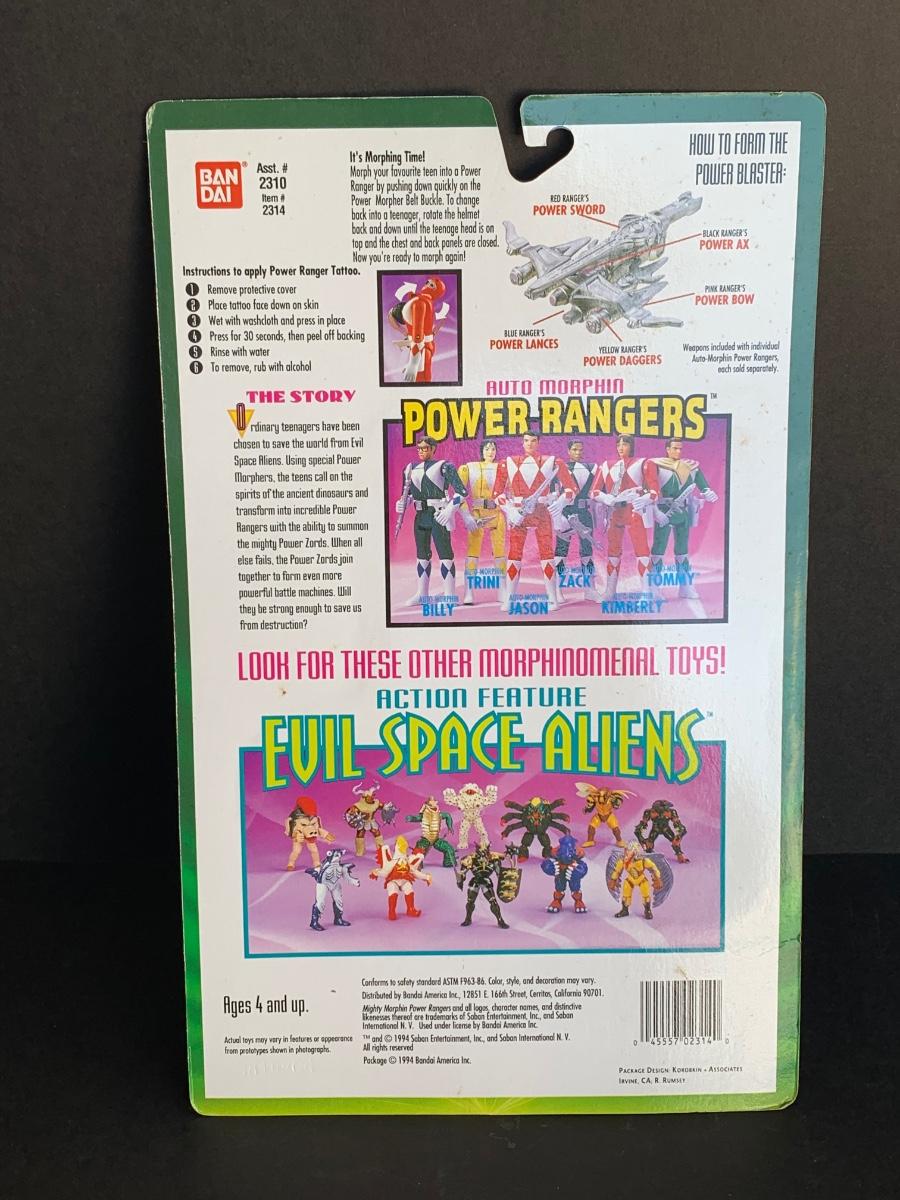 BAN
DAI
®
Asst. #
2310
Item #
2314
It's Morphing Time!
Morph your favourite teen into a Power
Ranger by pushing down quickly on the
Power Morpher Belt Buckle. To change
back into a teenager, rotate the helmet
back and down until the teenage head is on
top and the chest and back panels are closed.
Now you're ready to morph again!
HOW TO FORM THE
POWER BLASTER:
RED RANGER'S
POWER SWORD
BLACK RANGER'S
POWER AX
PINK RANGER'S
POWER BOW
BLUE RANGER'S
POWER LANCES
YELLOW RANGER'S
POWER DAGGERS
Weapons included with individual
Auto-Morphin Power Rangers,
each sold separately.
Instructions to apply Power Ranger Tattoo.
1 Remove protective cover
2 Place tattoo face down on skin
3 Wet with washcloth and press in place
4 Press for 30 seconds, then peel off backing
5 Rinse with water
6 To remove, rub with alcohol
THE STORY
Ordinary teenagers have been
chosen to save the world from Evil
Space Aliens. Using special Power
Morphers, the teens call on the
spirits of the ancient dinosaurs and
transform into incredible Power
Rangers with the ability to summon
the mighty Power Zords. When all
else fails, the Power Zords join
together to form even more
powerful battle machines. Will
they be strong enough to save us
from destruction?
AUTO MORPHIN
POWER RANGERS™
AUTO-MORPHIN
TRINI
AUTO-MORPHIN
ZACK
AUTO-MORPHIN
TOMMY
AUTO-MORPHIN
BILLY
AUTO-MORPHIN
JASON
AUTO-MORPHIN
KIMBERLY
LOOK FOR THESE OTHER MORPHINOMENAL TOYS!
ACTION FEATURE
EVIL SPACE ALIENS™
Ages 4 and up.
Actual toys may vary in features or appearance
from prototypes shown in photographs.
Conforms to safety standard ASTM F963-86. Color, style, and decoration may vary.
Distributed by Bandai America Inc., 12851 E. 166th Street, Cerritos, California 90701.
Mighty Morphin Power Rangers and all logos, character names, and distinctive
likenesses thereof are trademarks of Saban Entertainment, Inc., and Saban
International N. V. Used under license by Bandai America Inc.
™ and © 1994 Saban Entertainment, Inc., and Saban International N. V.
All rights reserved
Package © 1994 Bandai America Inc.
0 45557 02314 0
PACKAGE DESIGN: KOROBKIN + ASSOCIATES
IRVINE, CA; R. RUMSEY